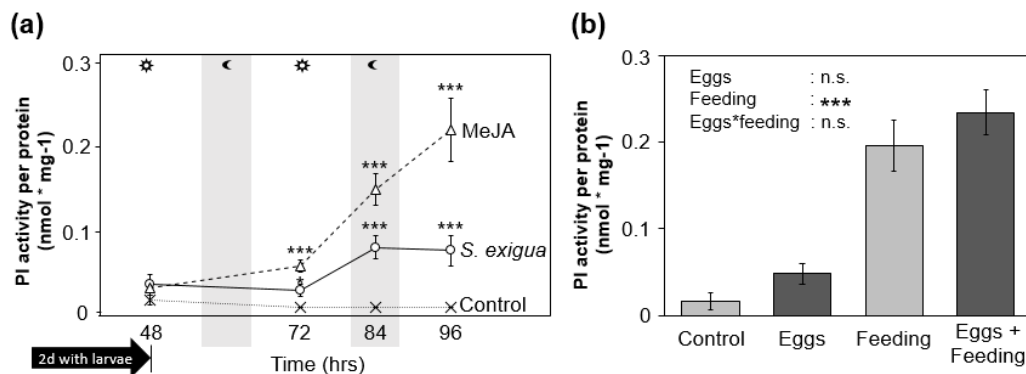 (a)
PI activity per protein
(nmol * mg-1)
0.3
0.2
0.1
0
***
MeJA
***
***
***
***
S. exigua
*
Control
48
72
84
96
2d with larvae
Time (hrs)
(b)
PI activity per protein
(nmol * mg-1)
0.3
0.2
0.1
0
Eggs : n.s.
Feeding : ***
Eggs*feeding : n.s.
Control
Eggs
Feeding
Eggs +
Feeding